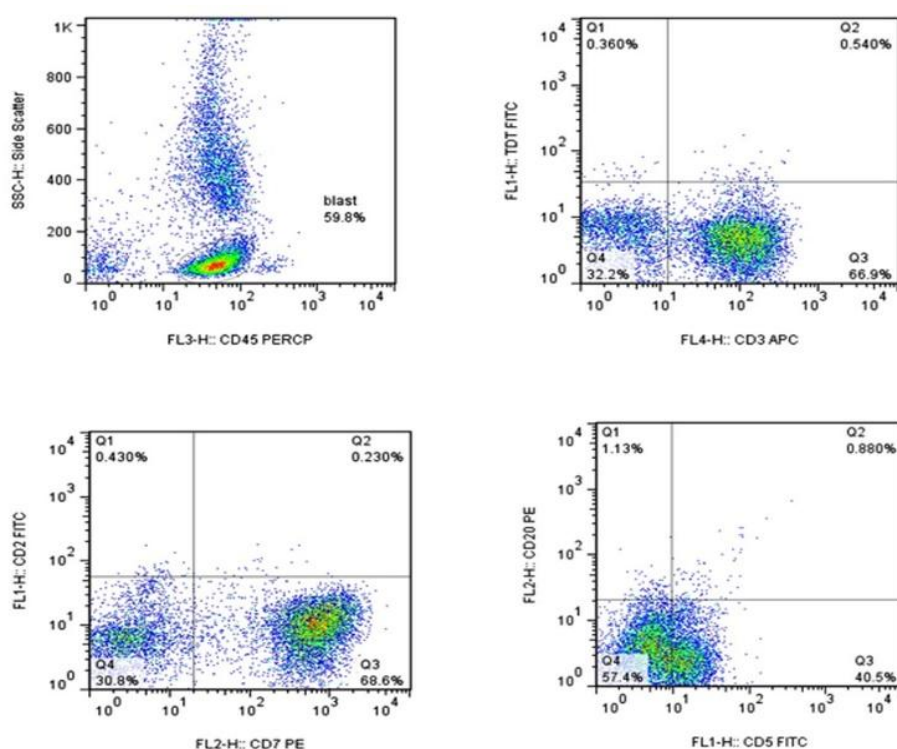 1K
800
600
400
200
0
SSC-H:: Side Scatter
blast
59.8%
10^0 10^1 10^2 10^3 10^4
FL3-H:: CD45 PERCP
Q1
0.360%
Q2
0.540%
10^4
10^3
10^2
10^1
10^0
FL1-H:: TDT FITC
Q4
32.2%
Q3
66.9%
10^0 10^1 10^2 10^3 10^4
FL4-H:: CD3 APC
Q1
0.430%
Q2
0.230%
10^4
10^3
10^2
10^1
10^0
FL1-H:: CD2 FITC
Q4
30.8%
Q3
68.6%
10^0 10^1 10^2 10^3 10^4
FL2-H:: CD7 PE
Q1
1.13%
Q2
0.880%
10^4
10^3
10^2
10^1
10^0
FL2-H:: CD20 PE
Q4
57.4%
Q3
40.5%
10^0 10^1 10^2 10^3 10^4
FL1-H:: CD5 FITC